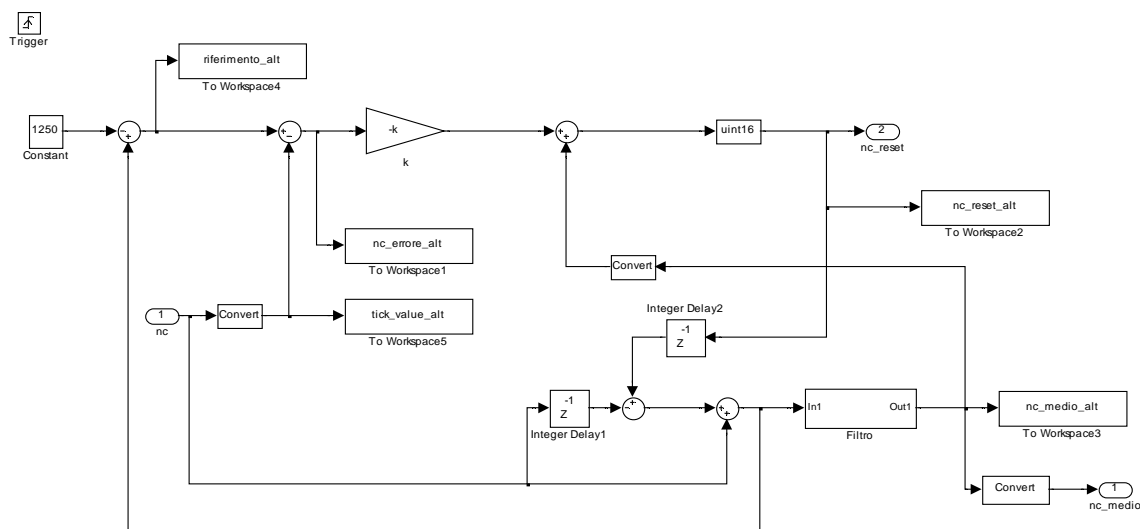 Trigger
riferimento_alt
To Workspace4
1250
Constant
-k
k
uint16
2
nc_reset
nc_reset_alt
To Workspace2
nc_errore_alt
To Workspace1
Convert
1
nc
Convert
tick_value_alt
To Workspace5
Integer Delay2
-1
Z
-1
Z
Integer Delay1
In1
Out1
Filtro
nc_medio_alt
To Workspace3
Convert
1
nc_medio